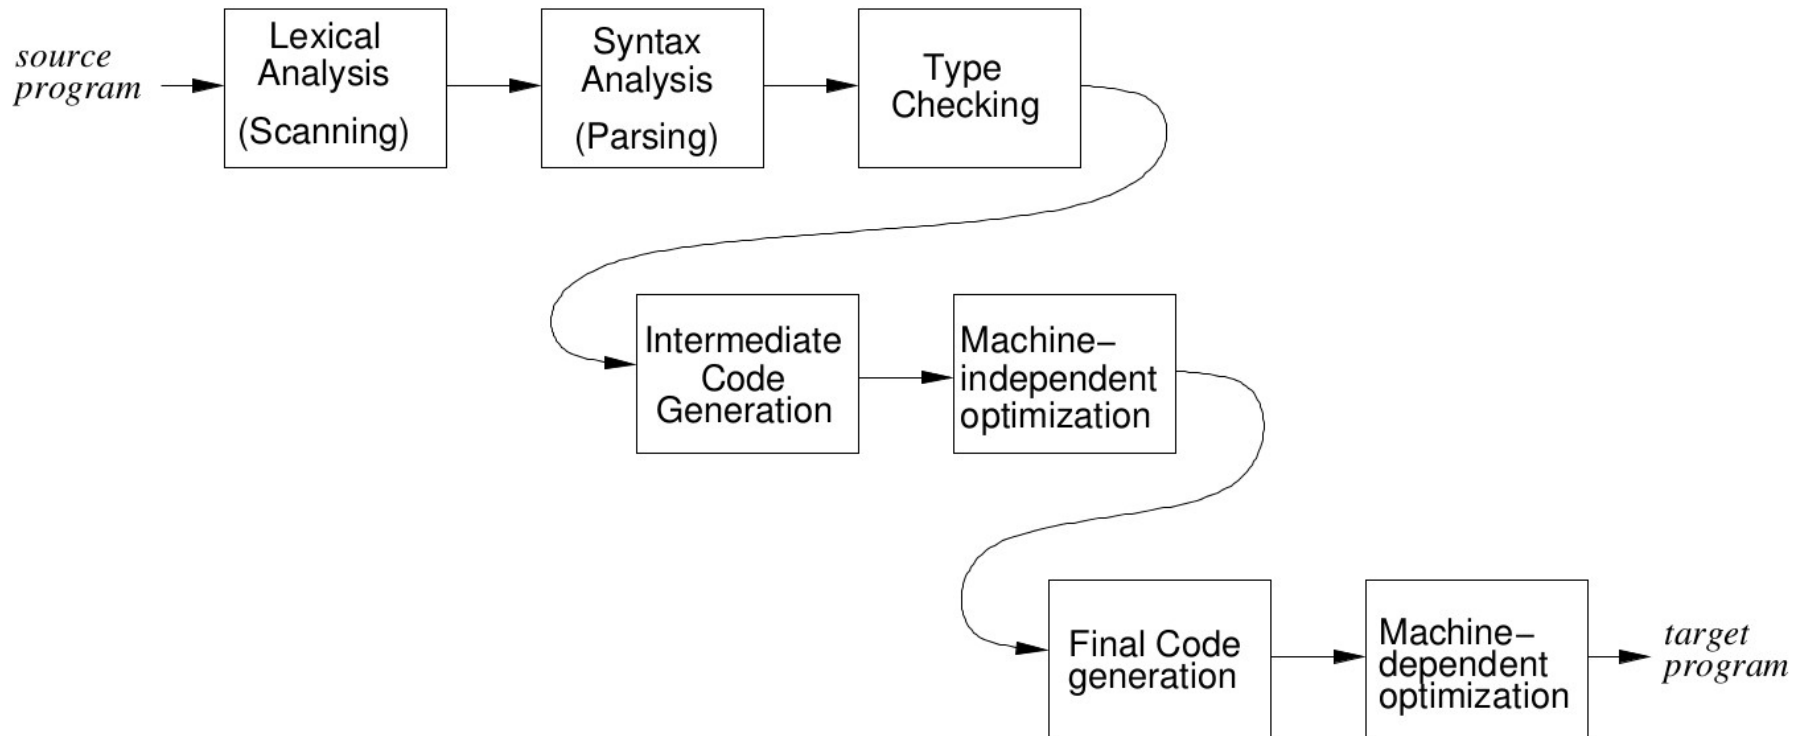 source
program
Lexical
Analysis
(Scanning)
Syntax
Analysis
(Parsing)
Type
Checking
Intermediate
Code
Generation
Machine–
independent
optimization
Final Code
generation
Machine–
dependent
optimization
target
program